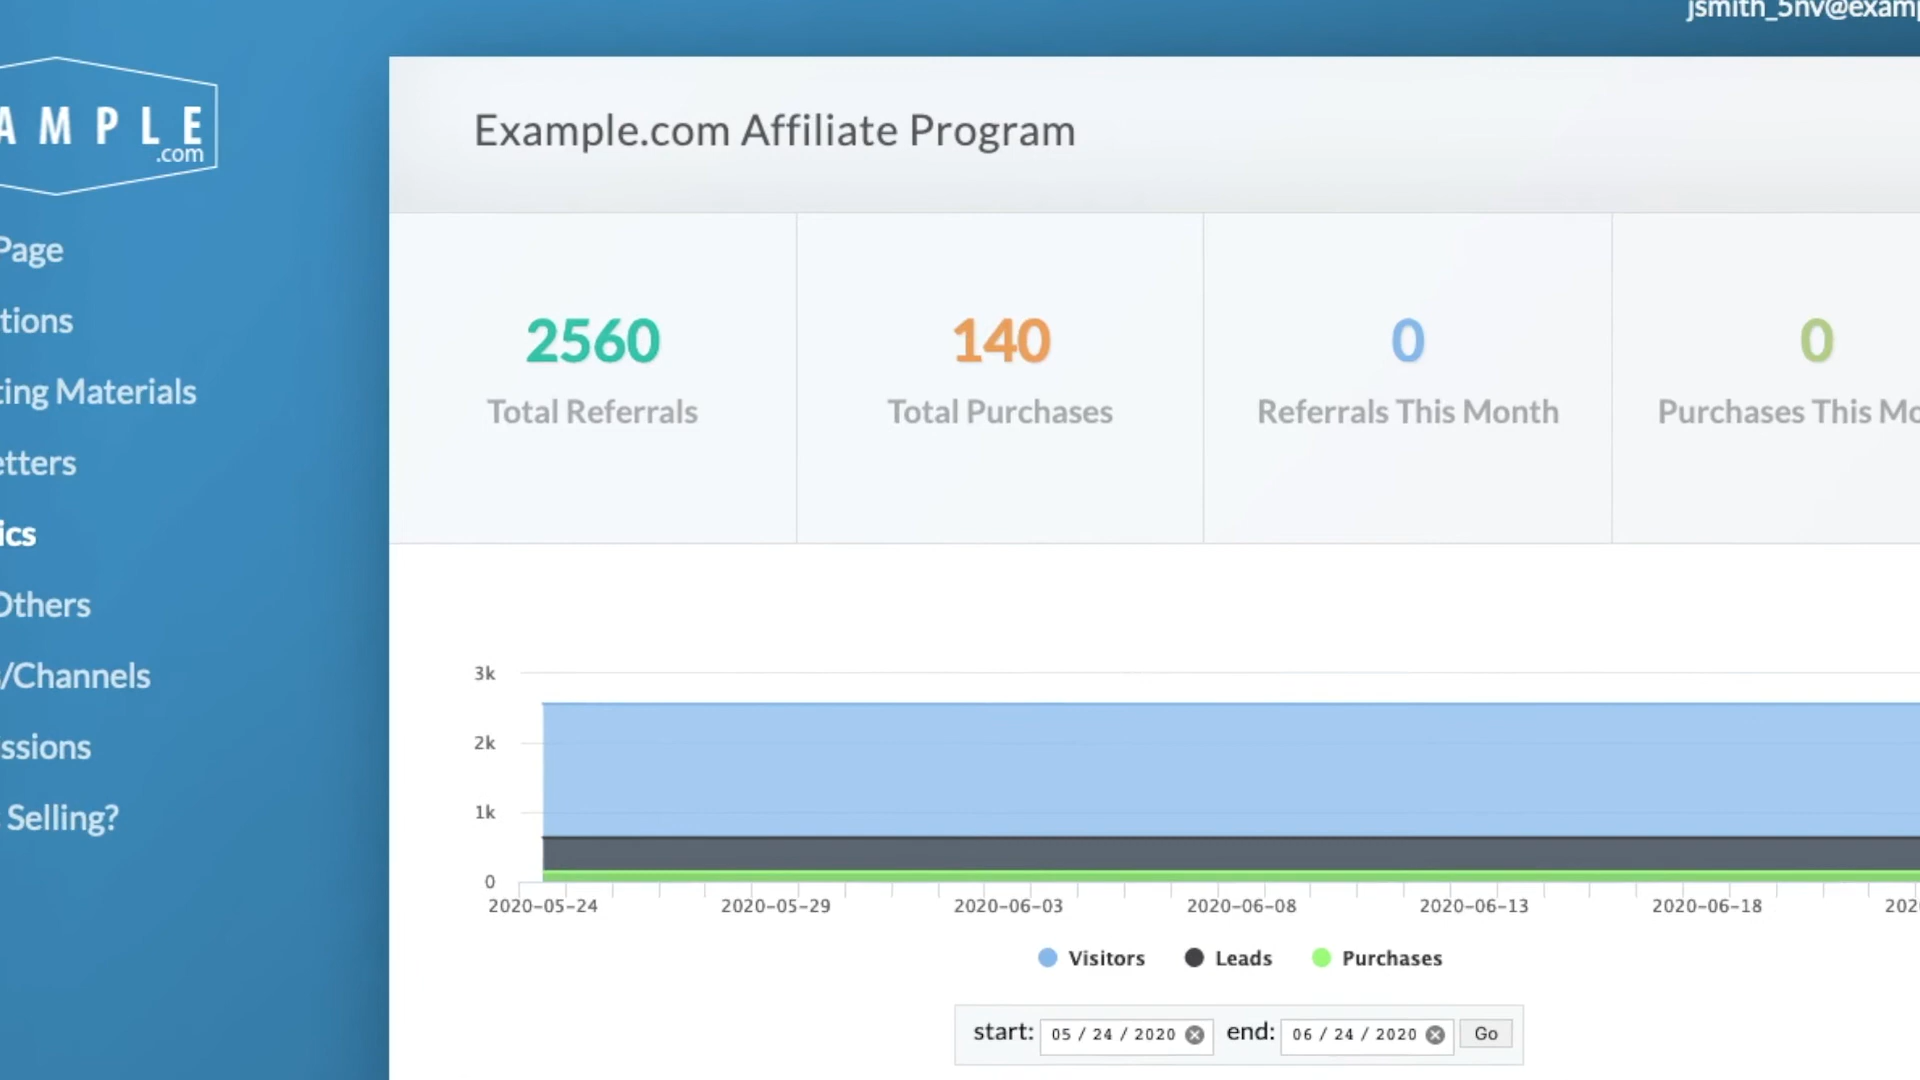 jsmith_5nv@examp
AMPLE
.com
Example.com Affiliate Program
Page
tions
ting Materials
etters
ics
Others
/Channels
ssions
Selling?
2560
Total Referrals
140
Total Purchases
0
Referrals This Month
0
Purchases This Mo
3k
2k
1k
0
2020-05-24 2020-05-29 2020-06-03 2020-06-08 2020-06-13 2020-06-18 202
Visitors Leads Purchases
start: 05 / 24 / 2020 end: 06 / 24 / 2020 Go